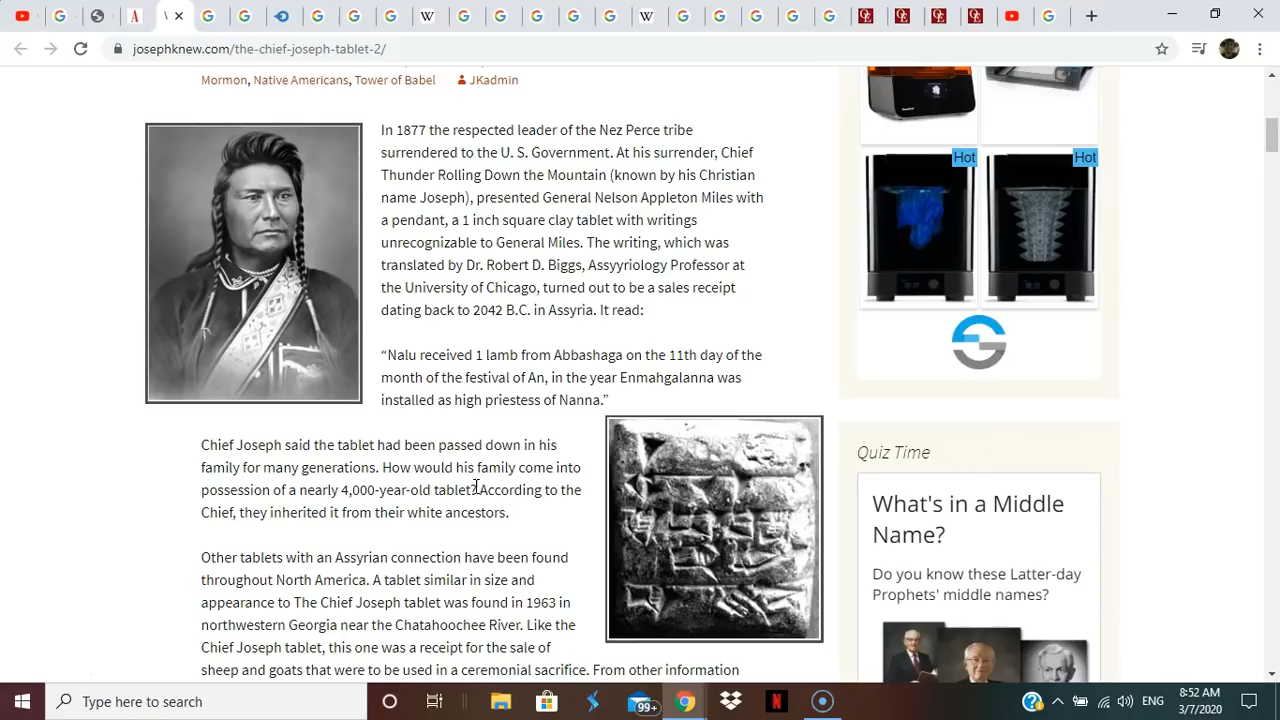 josephknew.com/the-chief-joseph-tablet-2/
Mormon, Native Americans, Tower of Babel JKadmin
In 1877 the respected leader of the Nez Perce tribe
surrendered to the U. S. Government. At his surrender, Chief
Thunder Rolling Down the Mountain (known by his Christian
name Joseph), presented General Nelson Appleton Miles with
a pendant, a 1 inch square clay tablet with writings
unrecognizable to General Miles. The writing, which was
translated by Dr. Robert D. Biggs, Assyyriology Professor at
the University of Chicago, turned out to be a sales receipt
dating back to 2042 B.C. in Assyria. It read:
“Nalu received 1 lamb from Abbashaga on the 11th day of the
month of the festival of An, in the year Enmahgalanna was
installed as high priestess of Nanna.”
Chief Joseph said the tablet had been passed down in his
family for many generations. How would his family come into
possession of a nearly 4,000-year-old tablet? According to the
Chief, they inherited it from their white ancestors.
Other tablets with an Assyrian connection have been found
throughout North America. A tablet similar in size and
appearance to The Chief Joseph tablet was found in 1963 in
northwestern Georgia near the Chatahoochee River. Like the
Chief Joseph tablet, this one was a receipt for the sale of
sheep and goats that were to be used in a ceremonial sacrifice. From other information
Hot
Hot
Quiz Time
What's in a Middle
Name?
Do you know these Latter-day
Prophets' middle names?
Type here to search
99+
ENG
8:52 AM
3/7/2020